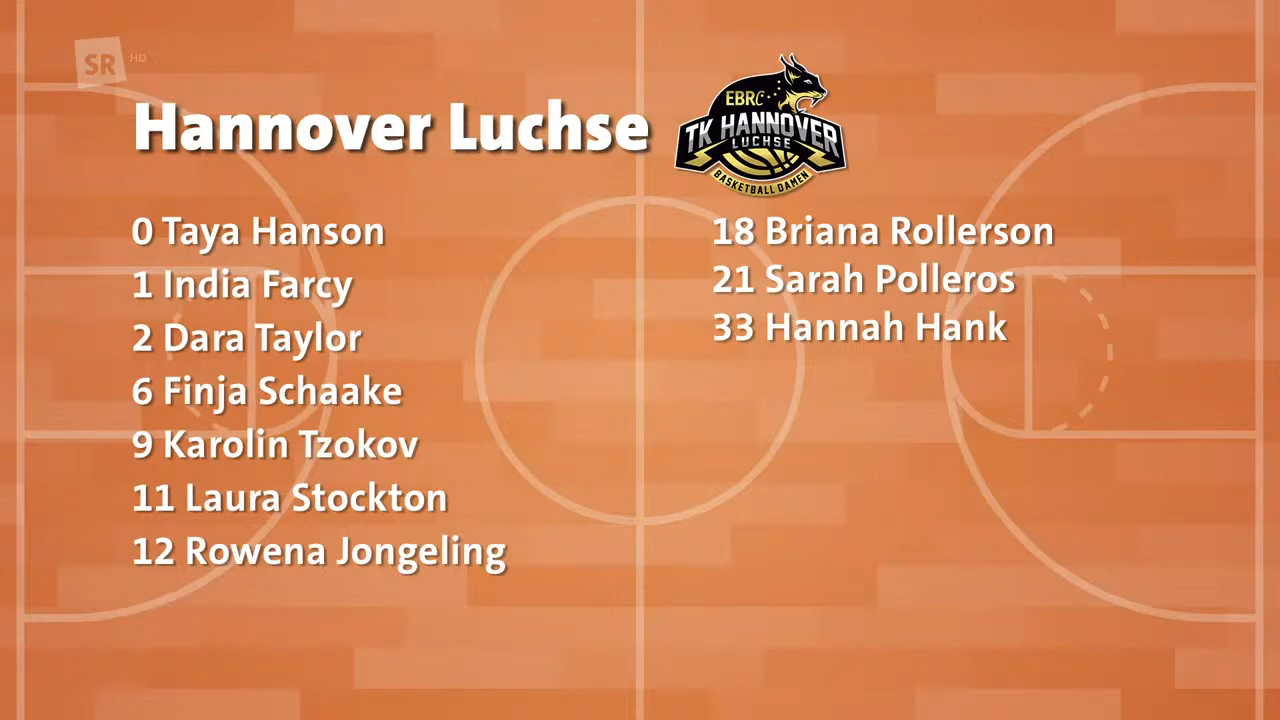 SR HD
Hannover Luchse
EBRC
TK HANNOVER
LUCHSE
BASKETBALL DAMEN
0 Taya Hanson
1 India Farcy
2 Dara Taylor
6 Finja Schaake
9 Karolin Tzokov
11 Laura Stockton
12 Rowena Jongeling
18 Briana Rollerson
21 Sarah Polleros
33 Hannah Hank